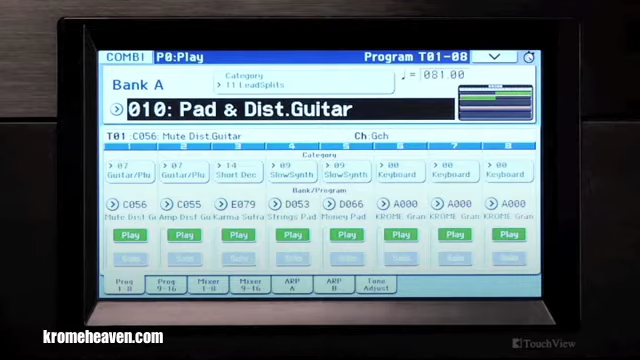 COMBI P0:Play Program T01-08
Bank A
Category
11 LeadSplits
♩= 081.00
010: Pad & Dist.Guitar
T01 :C056: Mute Dist.Guitar Ch:Gch
1 2 3 4 5 6 7 8
Category
07 07 14 09 09 00 00 00
Guitar/Plu Guitar/Plu Short Dec SlowSynth SlowSynth Keyboard Keyboard Keyboard
Bank/Program
C056 C055 E079 D053 D066 A000 A000 A000
Mute Dist Gu Amp Dist Gu Karma Sutra Strings Pad Money Pad KROME Gran KROME Gran KROME Gran
Play Play Play Play Play Play Play Play
Solo Solo Solo Solo Solo Solo Solo Solo
Prog 1-8 Prog 9-16 Mixer 1-8 Mixer 9-16 ARP A ARP B Tone Adjust
kromeheaven.com
TouchView